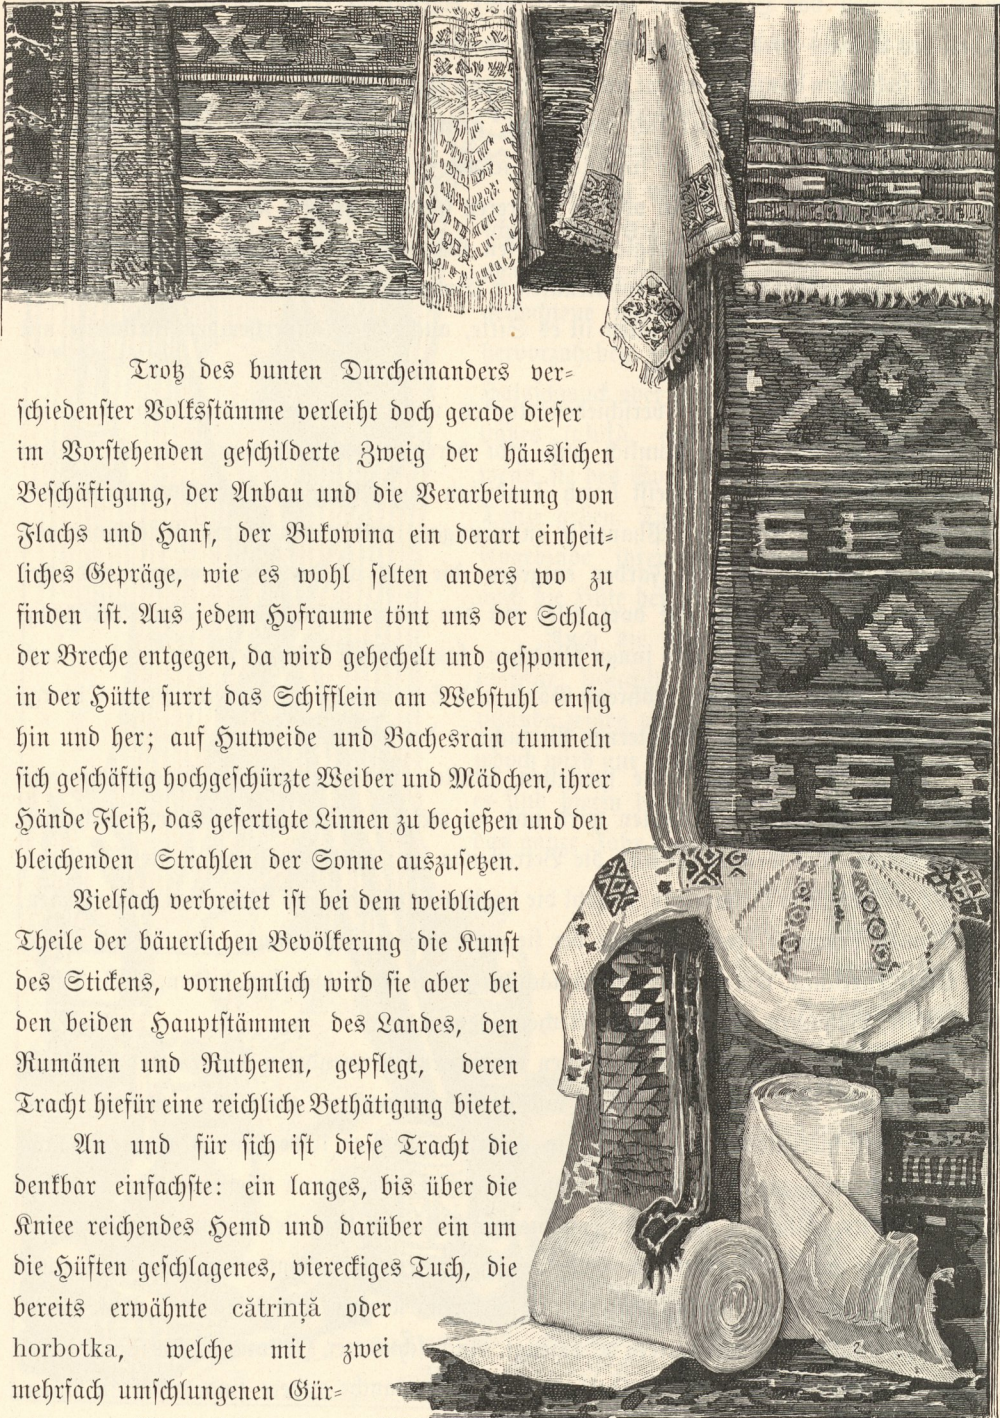 Trotz des bunten Durcheinanders ver-
schiedenster Volksstämme verleiht doch gerade dieser
im Vorstehenden geschilderte Zweig der häuslichen
Beschäftigung, der Anbau und die Verarbeitung von
Flachs und Hanf, der Bukowina ein derart einheit-
liches Gepräge, wie es wohl selten anders wo zu
finden ist. Aus jedem Hofraume tönt uns der Schlag
der Breche entgegen, da wird gehechelt und gesponnen,
in der Hütte surrt das Schifflein am Webstuhl emsig
hin und her; auf Hutweide und Bachesrain tummeln
sich geschäftig hochgeschürzte Weiber und Mädchen, ihrer
Hände Fleiß, das gefertigte Linnen zu begießen und den
bleichenden Strahlen der Sonne auszusetzen.
Vielfach verbreitet ist bei dem weiblichen
Theile der bäuerlichen Bevölkerung die Kunst
des Stickens, vornehmlich wird sie aber bei
den beiden Hauptstämmen des Landes, den
Rumänen und Ruthenen, gepflegt, deren
Tracht hiefür eine reichliche Bethätigung bietet.
An und für sich ist diese Tracht die
denkbar einfachste: ein langes, bis über die
Kniee reichendes Hemd und darüber ein um
die Hüften geschlagenes, viereckiges Tuch, die
bereits erwähnte cătrință oder
horbotka, welche mit zwei
mehrfach umschlungenen Gür-